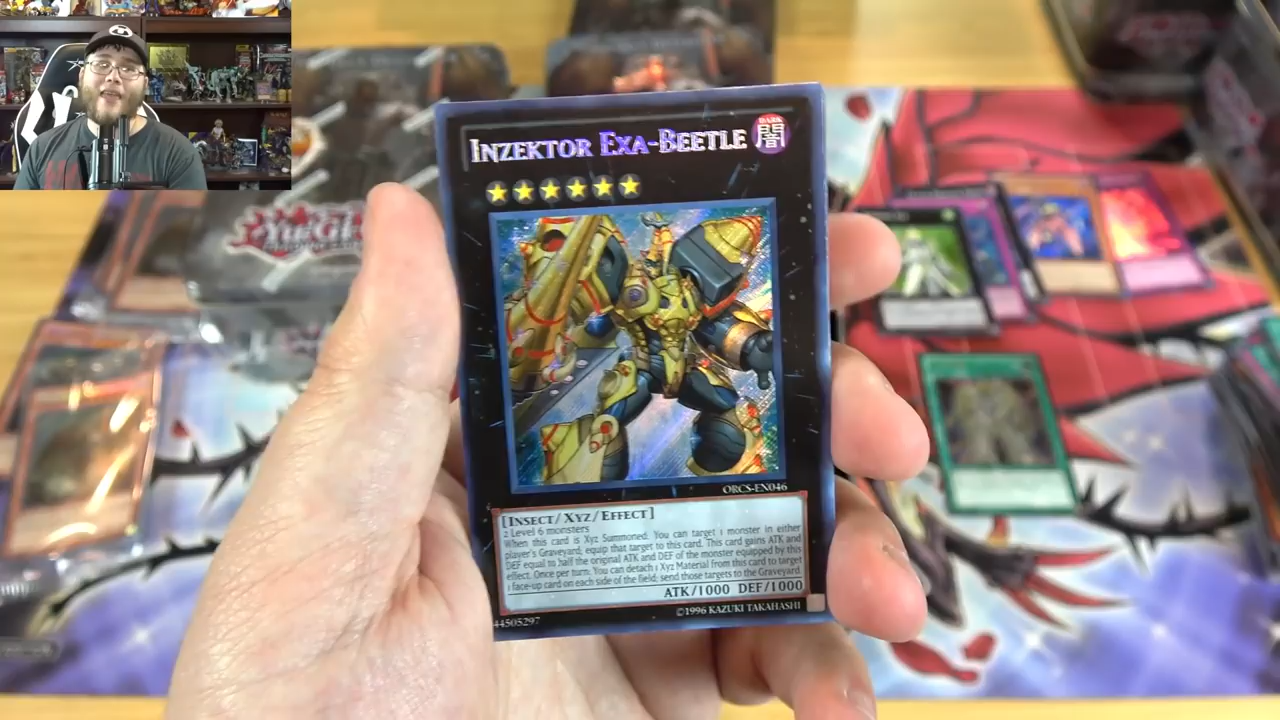 INZEKTOR EXA-BEETLE
DARK
闇
ORCS-EN046
[INSECT/XYZ/EFFECT]
2 Level 6 monsters
When this card is Xyz Summoned: You can target 1 monster in either
player's Graveyard; equip that target to this card. This card gains ATK and
DEF equal to half the original ATK and DEF of the monster equipped by this
effect. Once per turn: You can detach 1 Xyz Material from this card to target
1 face-up card on each side of the field; send those targets to the Graveyard.
ATK/1000 DEF/1000
44505297
©1996 KAZUKI TAKAHASHI